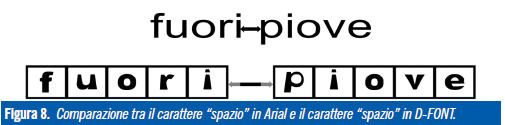 fuori piove
fuori piove
Figura 8. Comparazione tra il carattere “spazio” in Arial e il carattere “spazio” in D-FONT.